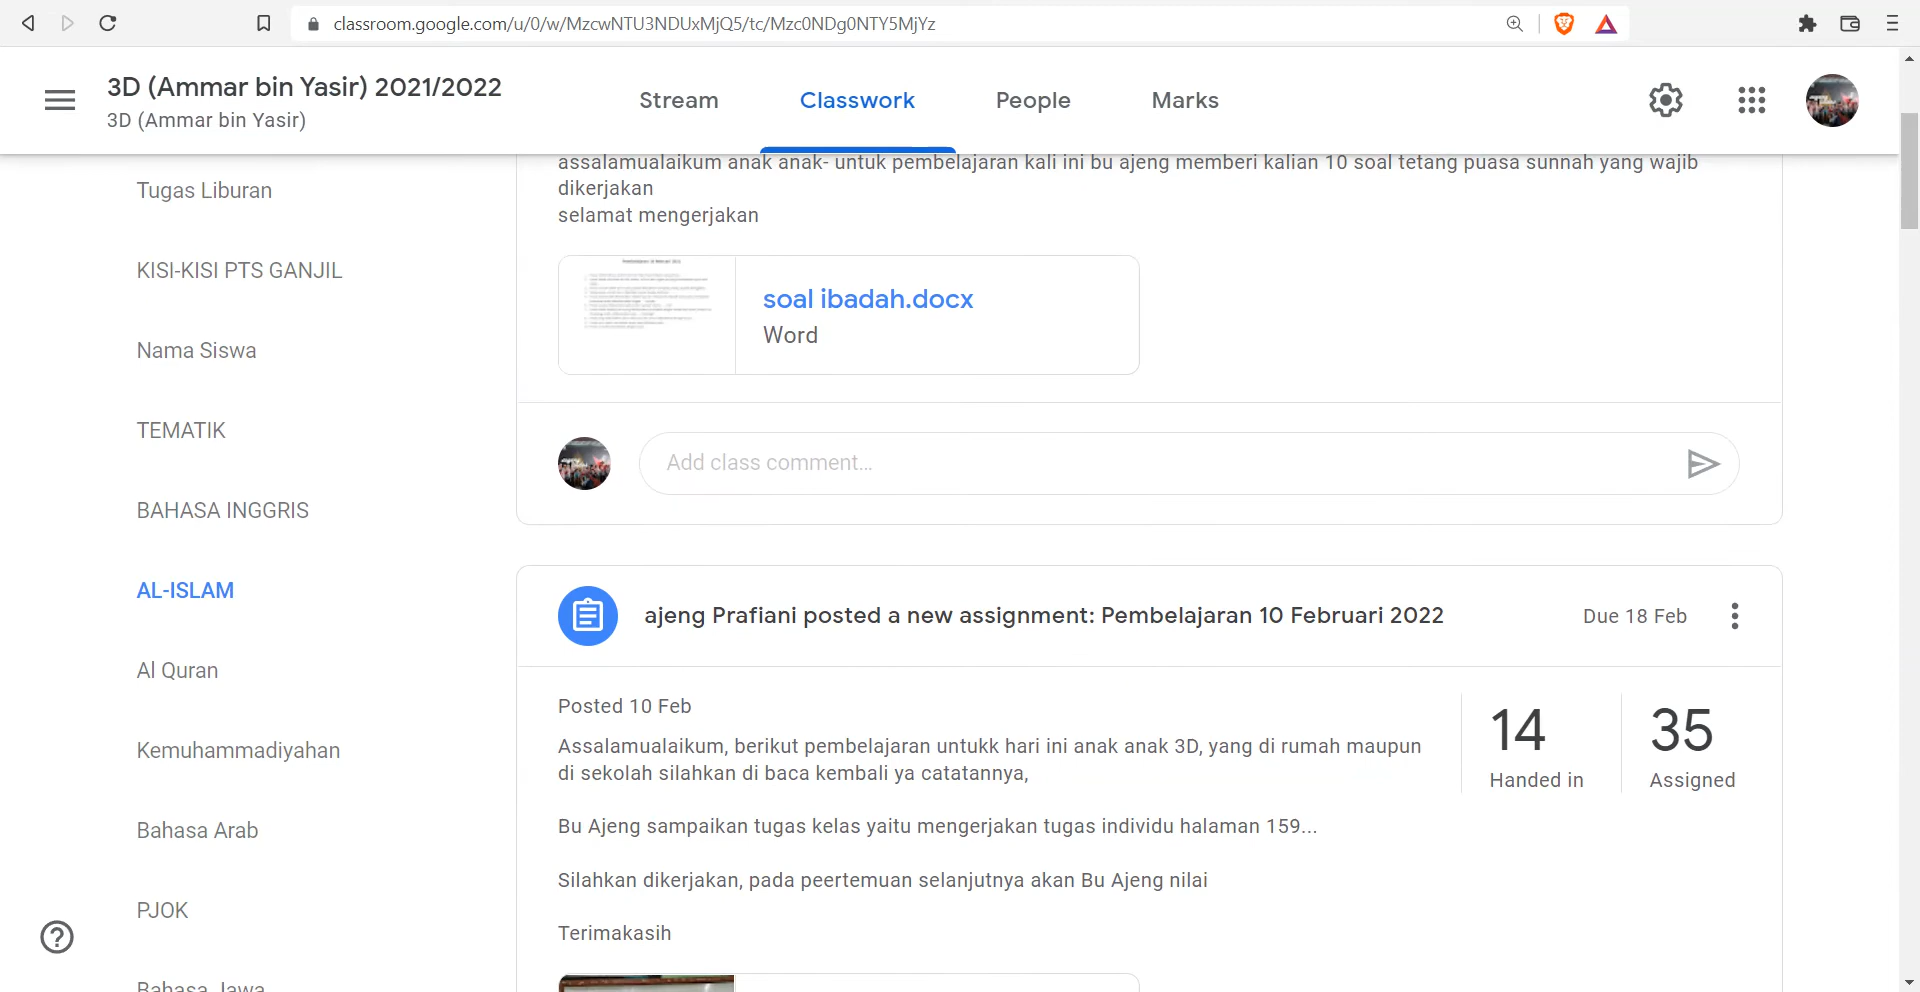 classroom.google.com/u/0/w/MzcwNTU3NDUxMjQ5/tc/Mzc0NDg0NTY5MjYz
3D (Ammar bin Yasir) 2021/2022
3D (Ammar bin Yasir)
Stream
Classwork
People
Marks
Tugas Liburan
KISI-KISI PTS GANJIL
Nama Siswa
TEMATIK
BAHASA INGGRIS
AL-ISLAM
Al Quran
Kemuhammadiyahan
Bahasa Arab
PJOK
Bahasa Jawa
assalamualaikum anak anak- untuk pembelajaran kali ini bu ajeng memberi kalian 10 soal tetang puasa sunnah yang wajib
dikerjakan
selamat mengerjakan
soal ibadah.docx
Word
Add class comment...
ajeng Prafiani posted a new assignment: Pembelajaran 10 Februari 2022
Due 18 Feb
Posted 10 Feb
Assalamualaikum, berikut pembelajaran untukk hari ini anak anak 3D, yang di rumah maupun
di sekolah silahkan di baca kembali ya catatannya,
Bu Ajeng sampaikan tugas kelas yaitu mengerjakan tugas individu halaman 159...
Silahkan dikerjakan, pada peertemuan selanjutnya akan Bu Ajeng nilai
Terimakasih
14
Handed in
35
Assigned